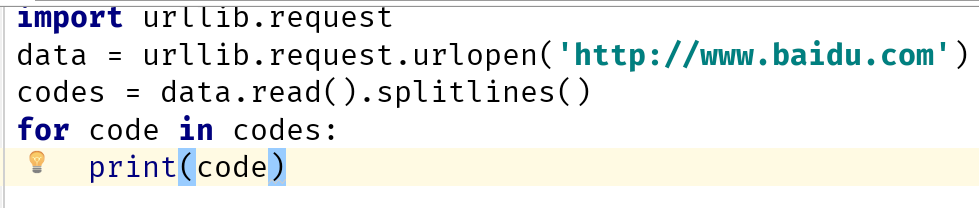 import urllib.request
data = urllib.request.urlopen('http://www.baidu.com')
codes = data.read().splitlines()
for code in codes:
    print(code)